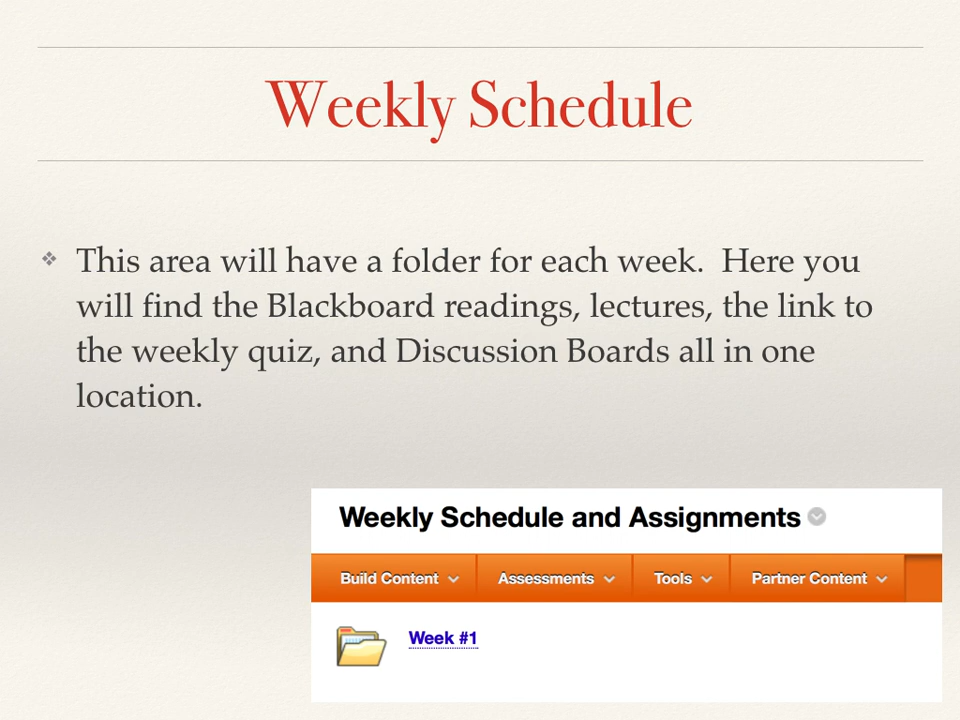 Weekly Schedule
❖ This area will have a folder for each week.  Here you
will find the Blackboard readings, lectures, the link to
the weekly quiz, and Discussion Boards all in one
location.
Weekly Schedule and Assignments
Build Content Assessments Tools Partner Content
Week #1